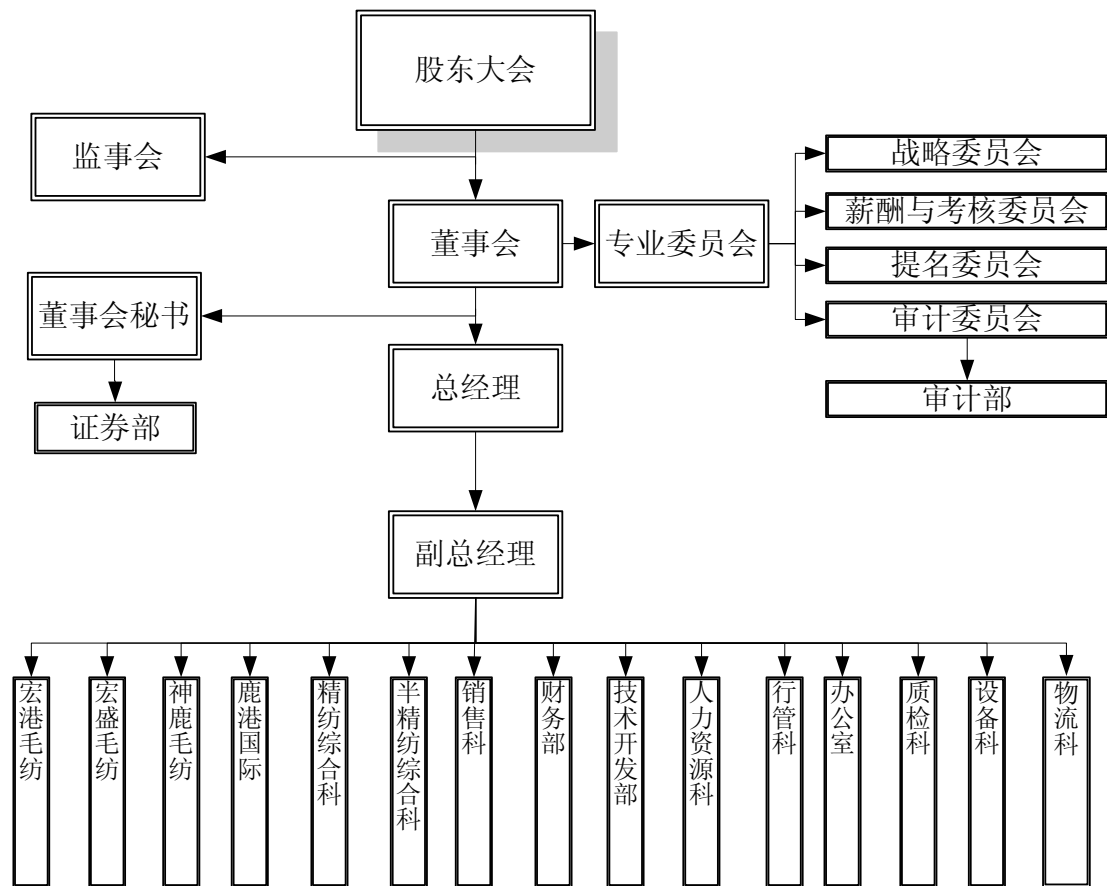 股东大会
监事会
战略委员会
薪酬与考核委员会
董事会
专业委员会
提名委员会
董事会秘书
审计委员会
总经理
审计部
证券部
副总经理
宏港毛纺
宏盛毛纺
神鹿毛纺
鹿港国际
精纺综合科
半精纺综合科
销售科
财务部
技术开发部
人力资源科
行管科
办公室
质检科
设备科
物流科